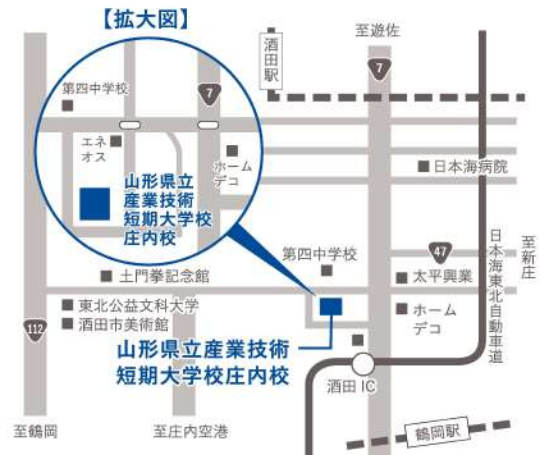 【拡大図】
第四中学校
7
エネ
オス
ホーム
デコ
山形県立
産業技術
短期大学校
庄内校
酒田駅
至遊佐
7
日本海病院
第四中学校
47
至新庄
日本海東北自動車道
土門拳記念館
太平興業
東北公益文科大学
酒田市美術館
ホーム
デコ
112
山形県立産業技術
短期大学校庄内校
酒田 IC
至鶴岡
至庄内空港
鶴岡駅